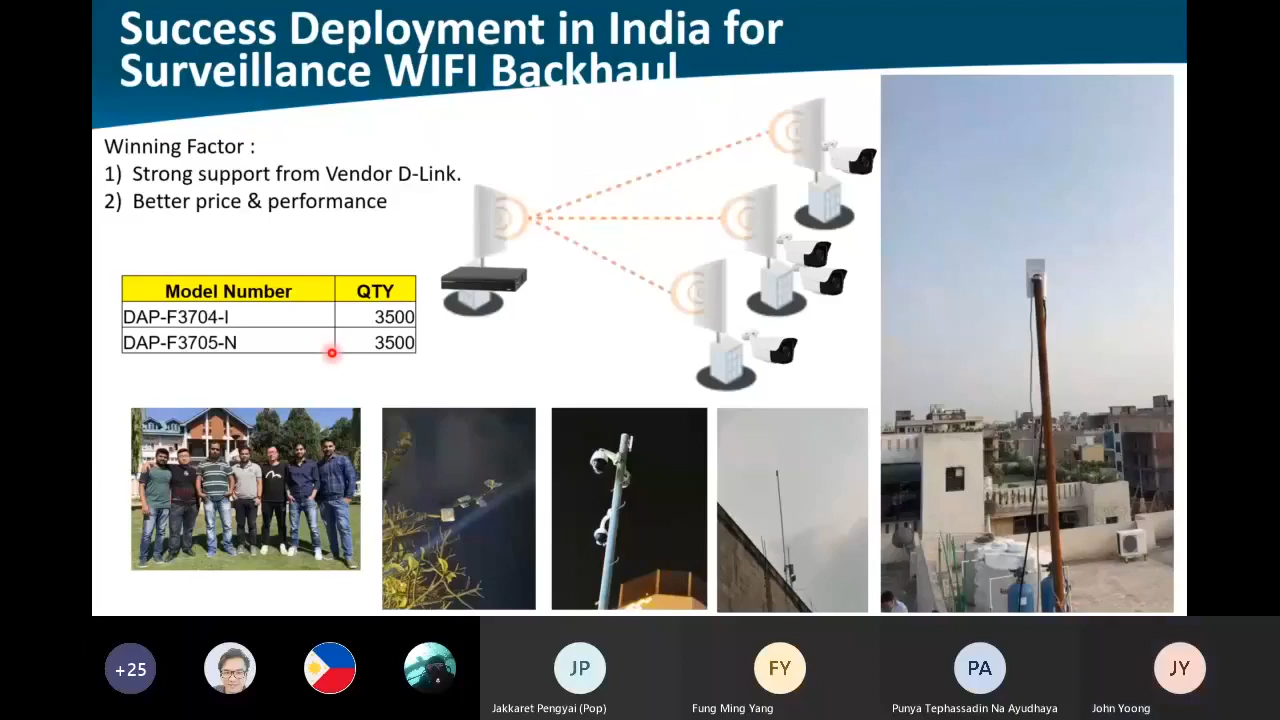 Success Deployment in India for
Surveillance WIFI Backhaul
Winning Factor :
1) Strong support from Vendor D-Link.
2) Better price & performance
Model Number QTY
DAP-F3704-I 3500
DAP-F3705-N 3500
+25
JP
FY
PA
JY
Jakkaret Pengyai (Pop)
Fung Ming Yang
Punya Tephassadin Na Ayudhaya
John Yoong